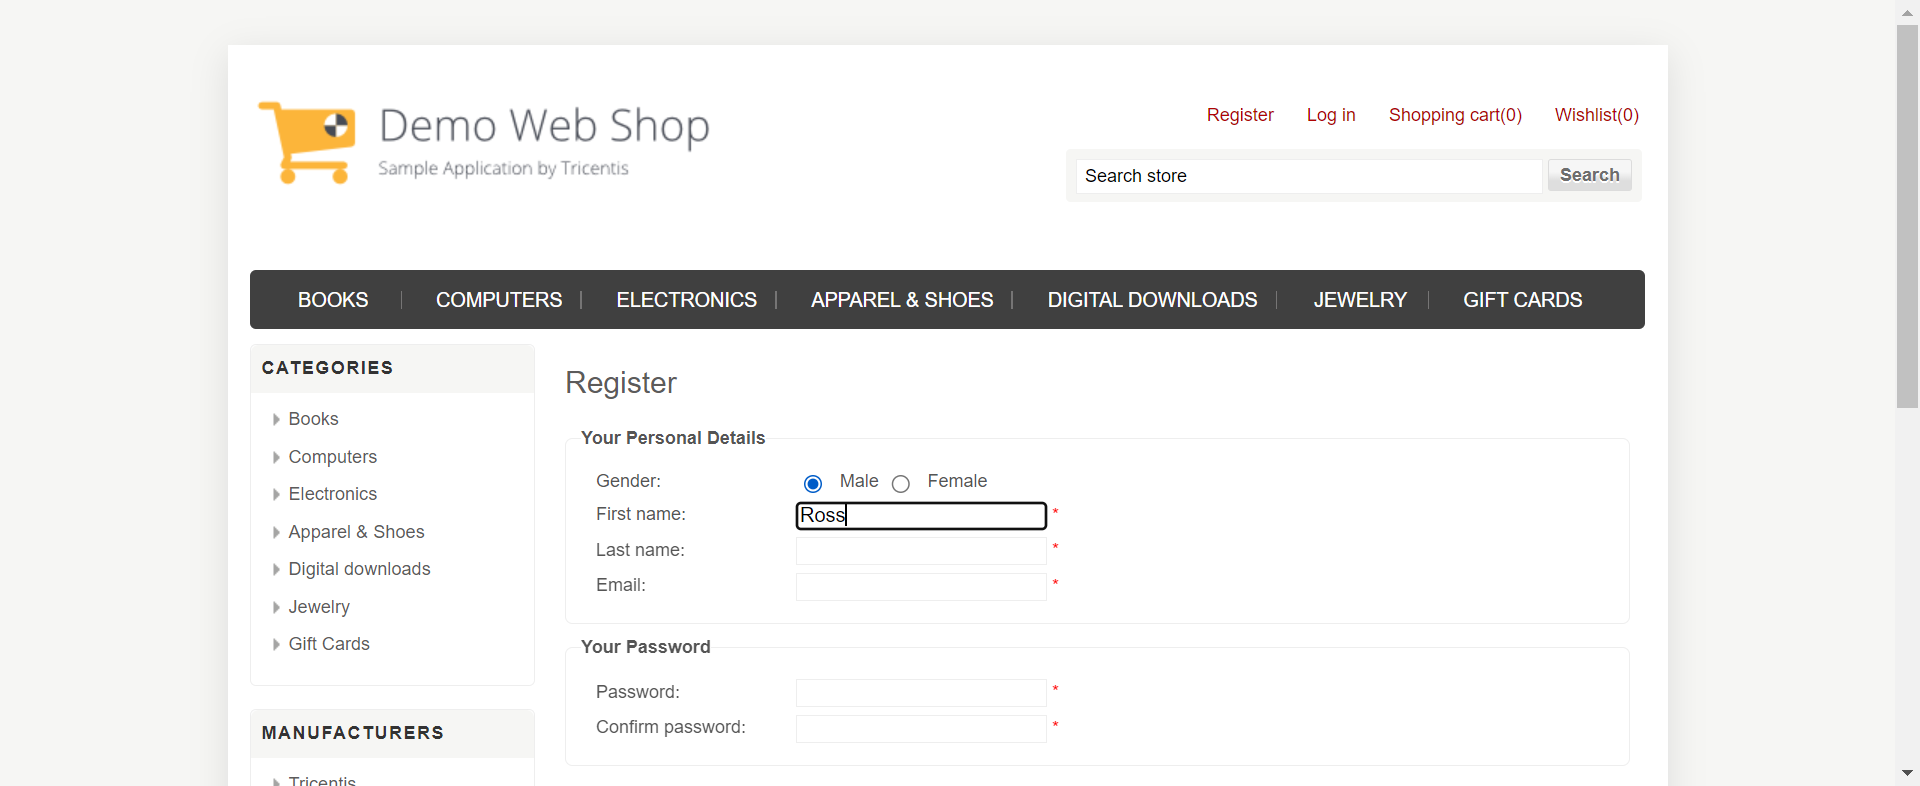 Demo Web Shop
Sample Application by Tricentis
Register Log in Shopping cart(0) Wishlist(0)
Search store Search
BOOKS COMPUTERS ELECTRONICS APPAREL & SHOES DIGITAL DOWNLOADS JEWELRY GIFT CARDS
CATEGORIES
Books
Computers
Electronics
Apparel & Shoes
Digital downloads
Jewelry
Gift Cards
MANUFACTURERS
Tricentis
Register
Your Personal Details
Gender: Male Female
First name: Ross *
Last name: *
Email: *
Your Password
Password: *
Confirm password: *